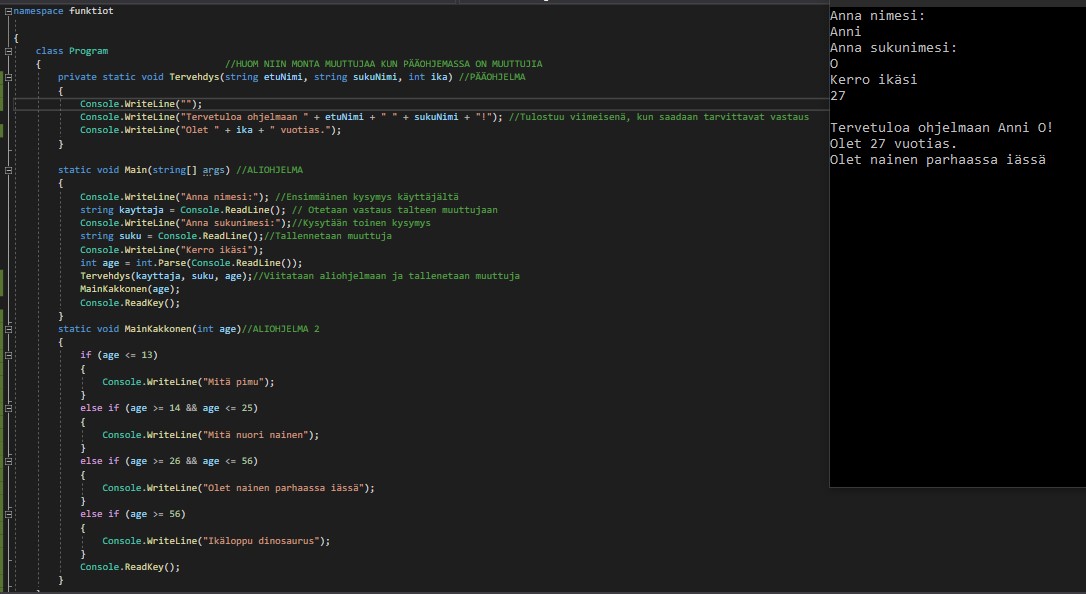 namespace funktiot
{
class Program
{ //HUOM NIIN MONTA MUUTTUJAA KUN PÄÄOHJEMASSA ON MUUTTUJIA
private static void Tervehdys(string etuNimi, string sukuNimi, int ika) //PÄÄOHJELMA
{
Console.WriteLine("");
Console.WriteLine("Tervetuloa ohjelmaan " + etuNimi + " " + sukuNimi + "!"); //Tulostuu viimeisenä, kun saadaan tarvittavat vastaus
Console.WriteLine("Olet " + ika + " vuotias.");
}
static void Main(string[] args) //ALIOHJELMA
{
Console.WriteLine("Anna nimesi:"); //Ensimmäinen kysymys käyttäjältä
string kayttaja = Console.ReadLine(); // Otetaan vastaus talteen muuttujaan
Console.WriteLine("Anna sukunimesi:");//Kysytään toinen kysymys
string suku = Console.ReadLine();//Tallennetaan muuttuja
Console.WriteLine("Kerro ikäsi");
int age = int.Parse(Console.ReadLine());
Tervehdys(kayttaja, suku, age);//Viitataan aliohjelmaan ja tallenetaan muuttuja
MainKakkonen(age);
Console.ReadKey();
}
static void MainKakkonen(int age)//ALIOHJELMA 2
{
if (age <= 13)
{
Console.WriteLine("Mitä pimu");
}
else if (age >= 14 && age <= 25)
{
Console.WriteLine("Mitä nuori nainen");
}
else if (age >= 26 && age <= 56)
{
Console.WriteLine("Olet nainen parhaassa iässä");
}
else if (age >= 56)
{
Console.WriteLine("Ikäloppu dinosaurus");
}
Console.ReadKey();
}
Anna nimesi:
Anni
Anna sukunimesi:
O
Kerro ikäsi
27
Tervetuloa ohjelmaan Anni O!
Olet 27 vuotias.
Olet nainen parhaassa iässä